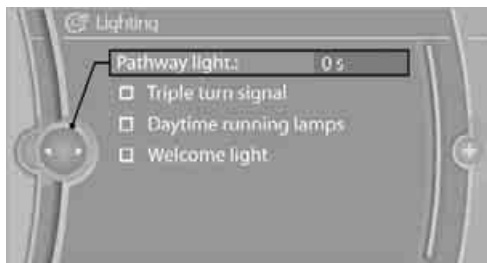 Lighting
Pathway light.: 0 s
Triple turn signal
Daytime running lamps
Welcome light